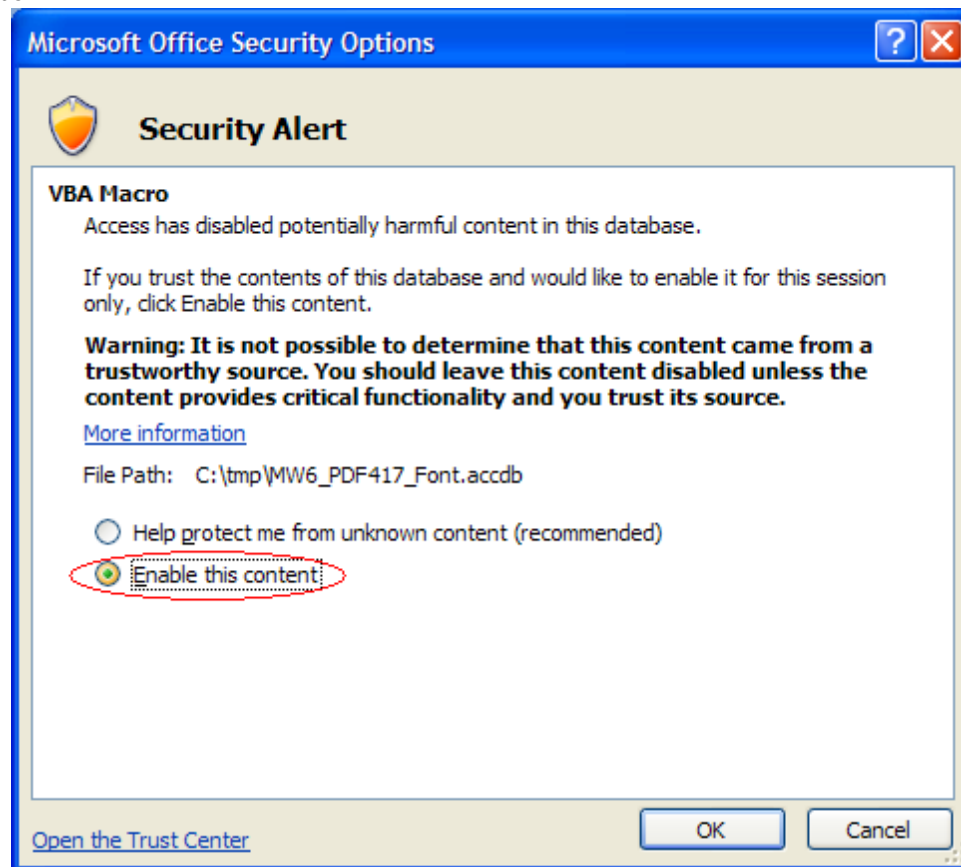 Microsoft Office Security Options
Security Alert
VBA Macro
Access has disabled potentially harmful content in this database.
If you trust the contents of this database and would like to enable it for this session
only, click Enable this content.
Warning: It is not possible to determine that this content came from a
trustworthy source. You should leave this content disabled unless the
content provides critical functionality and you trust its source.
More information
File Path: C:\tmp\MW6_PDF417_Font.accdb
Help protect me from unknown content (recommended)
Enable this content
Open the Trust Center
OK
Cancel